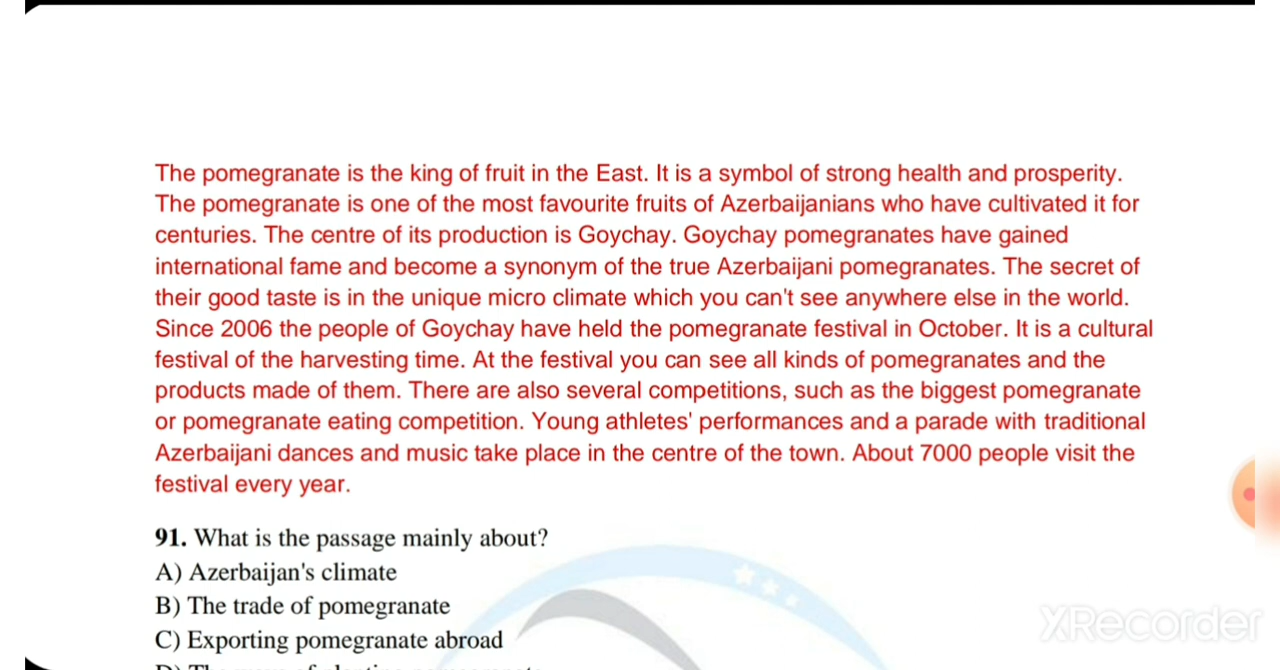 The pomegranate is the king of fruit in the East. It is a symbol of strong health and prosperity.
The pomegranate is one of the most favourite fruits of Azerbaijanians who have cultivated it for
centuries. The centre of its production is Goychay. Goychay pomegranates have gained
international fame and become a synonym of the true Azerbaijani pomegranates. The secret of
their good taste is in the unique micro climate which you can't see anywhere else in the world.
Since 2006 the people of Goychay have held the pomegranate festival in October. It is a cultural
festival of the harvesting time. At the festival you can see all kinds of pomegranates and the
products made of them. There are also several competitions, such as the biggest pomegranate
or pomegranate eating competition. Young athletes' performances and a parade with traditional
Azerbaijani dances and music take place in the centre of the town. About 7000 people visit the
festival every year.
91. What is the passage mainly about?
A) Azerbaijan's climate
B) The trade of pomegranate
C) Exporting pomegranate abroad
XRecorder